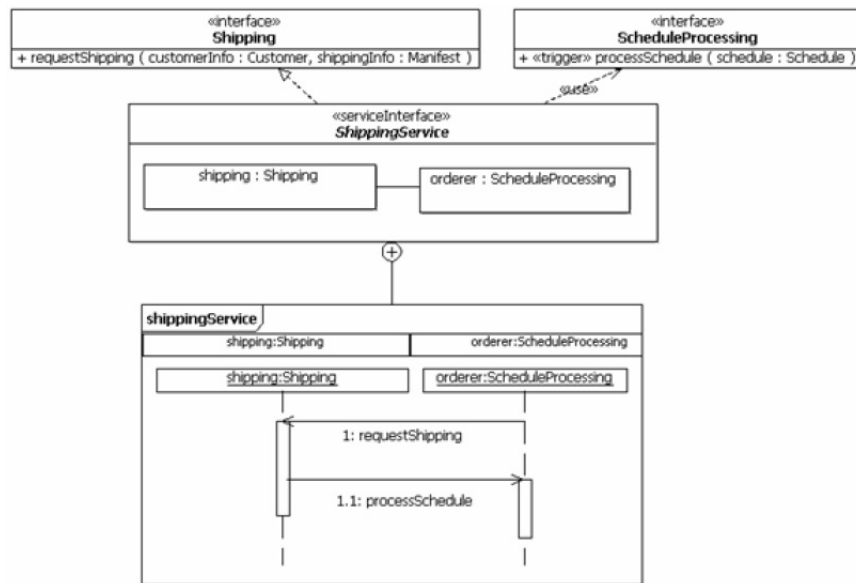 «interface»
Shipping
+ requestShipping ( customerInfo : Customer, shippingInfo : Manifest )
«interface»
ScheduleProcessing
+ «trigger» processSchedule ( schedule : Schedule )
«use»
«serviceInterface»
ShippingService
shipping : Shipping
orderer : ScheduleProcessing
shippingService
shipping:Shipping
orderer:ScheduleProcessing
shipping:Shipping
orderer:ScheduleProcessing
1: requestShipping
1.1: processSchedule